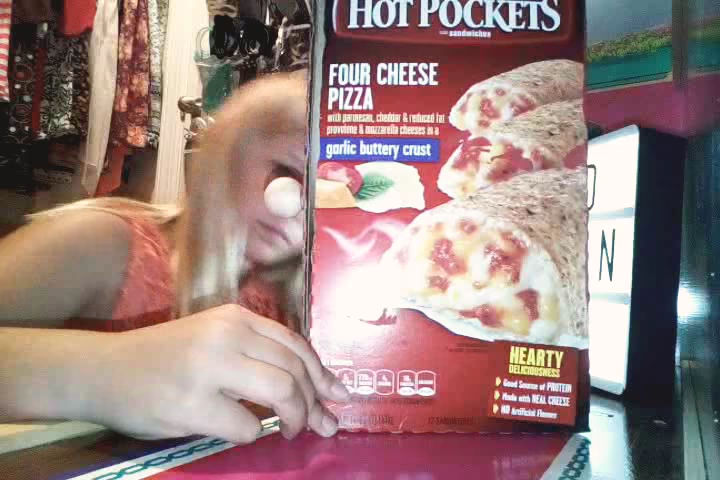 HOT POCKETS
sandwiches
FOUR CHEESE
PIZZA
with parmesan, cheddar & reduced fat
provolone & mozzarella cheeses in a
garlic buttery crust
HEARTY
DELICIOUSNESS
Good Source of PROTEIN
Made with REAL CHEESE
NO Artificial Flavors
N